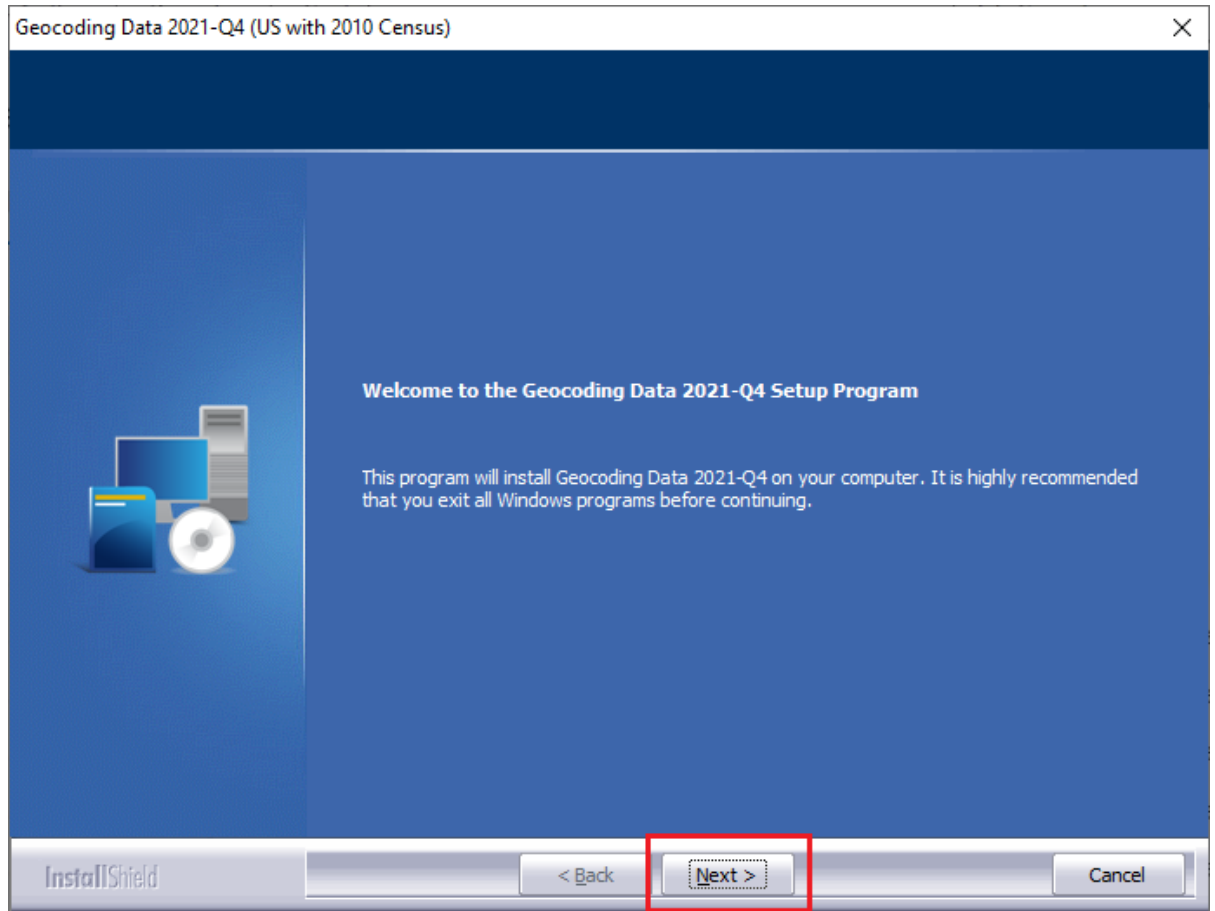 Geocoding Data 2021-Q4 (US with 2010 Census)
Welcome to the Geocoding Data 2021-Q4 Setup Program
This program will install Geocoding Data 2021-Q4 on your computer. It is highly recommended
that you exit all Windows programs before continuing.
InstallShield
< Back
Next >
Cancel